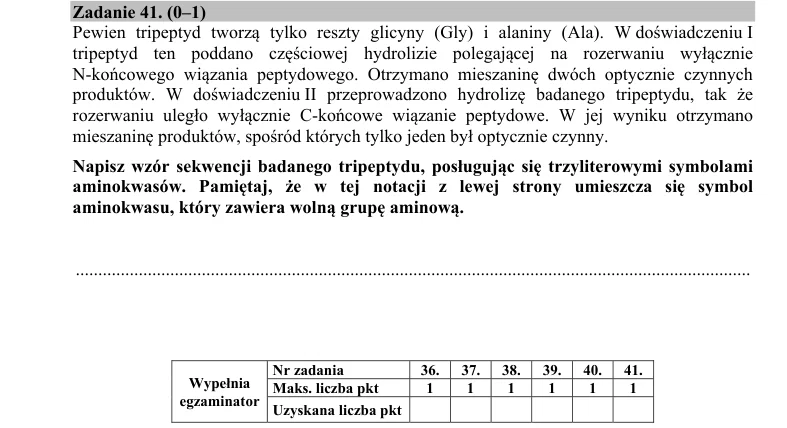 Zadanie 41. (0–1)
Pewien tripeptyd tworzą tylko reszty glicyny (Gly) i alaniny (Ala). W doświadczeniu I
tripeptyd ten poddano częściowej hydrolizie polegającej na rozerwaniu wyłącznie
N-końcowego wiązania peptydowego. Otrzymano mieszaninę dwóch optycznie czynnych
produktów. W doświadczeniu II przeprowadzono hydrolizę badanego tripeptydu, tak że
rozerwaniu uległo wyłącznie C-końcowe wiązanie peptydowe. W jej wyniku otrzymano
mieszaninę produktów, spośród których tylko jeden był optycznie czynny.
Napisz wzór sekwencji badanego tripeptydu, posługując się trzyliterowymi symbolami
aminokwasów. Pamiętaj, że w tej notacji z lewej strony umieszcza się symbol
aminokwasu, który zawiera wolną grupę aminową.
......................................................................................................................................................
Wypełnia egzaminator
Nr zadania 36. 37. 38. 39. 40. 41.
Maks. liczba pkt 1 1 1 1 1 1
Uzyskana liczba pkt